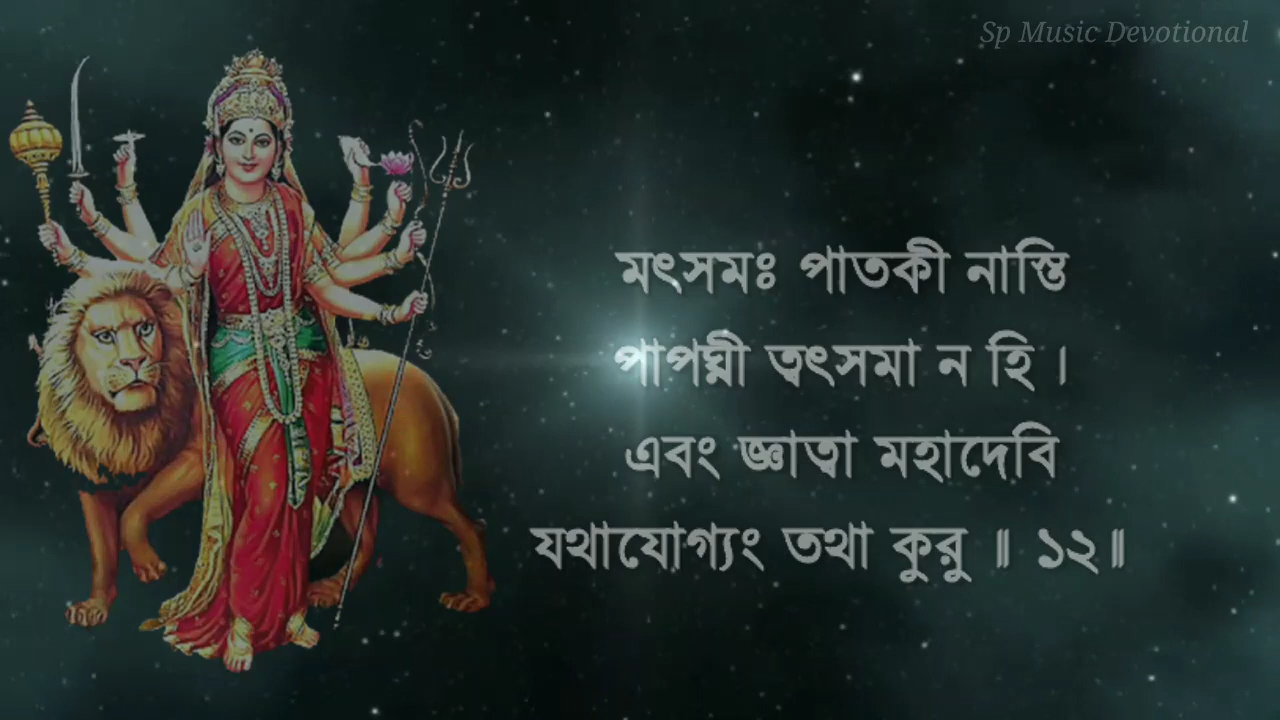 Sp Music Devotional
মৎসমঃ পাতকী নাস্তি
পাপঘ্নী ত্বৎসমা ন হি ।
এবং জ্ঞাত্বা মহাদেবি
যথাযোগ্যং তথা কুরু ॥ ১২॥